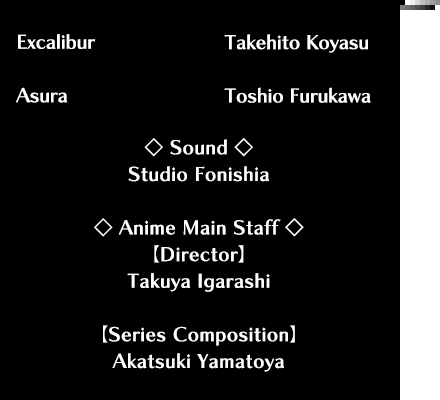 Excalibur Takehito Koyasu
Asura Toshio Furukawa
◇ Sound ◇
Studio Fonishia
◇ Anime Main Staff ◇
【Director】
Takuya Igarashi
【Series Composition】
Akatsuki Yamatoya